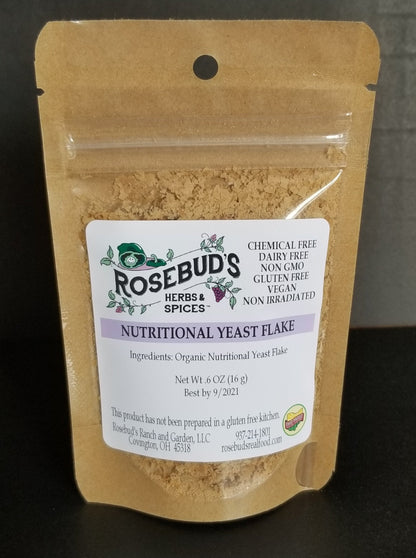 ROSEBUD'S
HERBS &
SPICES™
CHEMICAL FREE
DAIRY FREE
NON GMO
GLUTEN FREE
VEGAN
NON IRRADIATED
NUTRITIONAL YEAST FLAKE
Ingredients: Organic Nutritional Yeast Flake
Net Wt .6 OZ (16 g)
Best by 9/2021
This product has not been prepared in a gluten free kitchen.
Rosebud's Ranch and Garden, LLC
Covington, OH 45318
937-214-1801
rosebudsrealfood.com